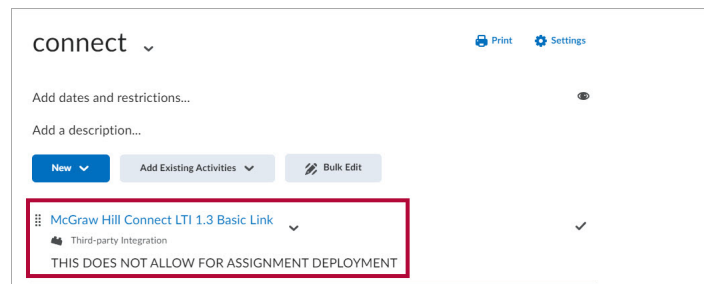 connect
Print Settings
Add dates and restrictions...
Add a description...
New Add Existing Activities Bulk Edit
McGraw Hill Connect LTI 1.3 Basic Link
Third-party Integration
THIS DOES NOT ALLOW FOR ASSIGNMENT DEPLOYMENT